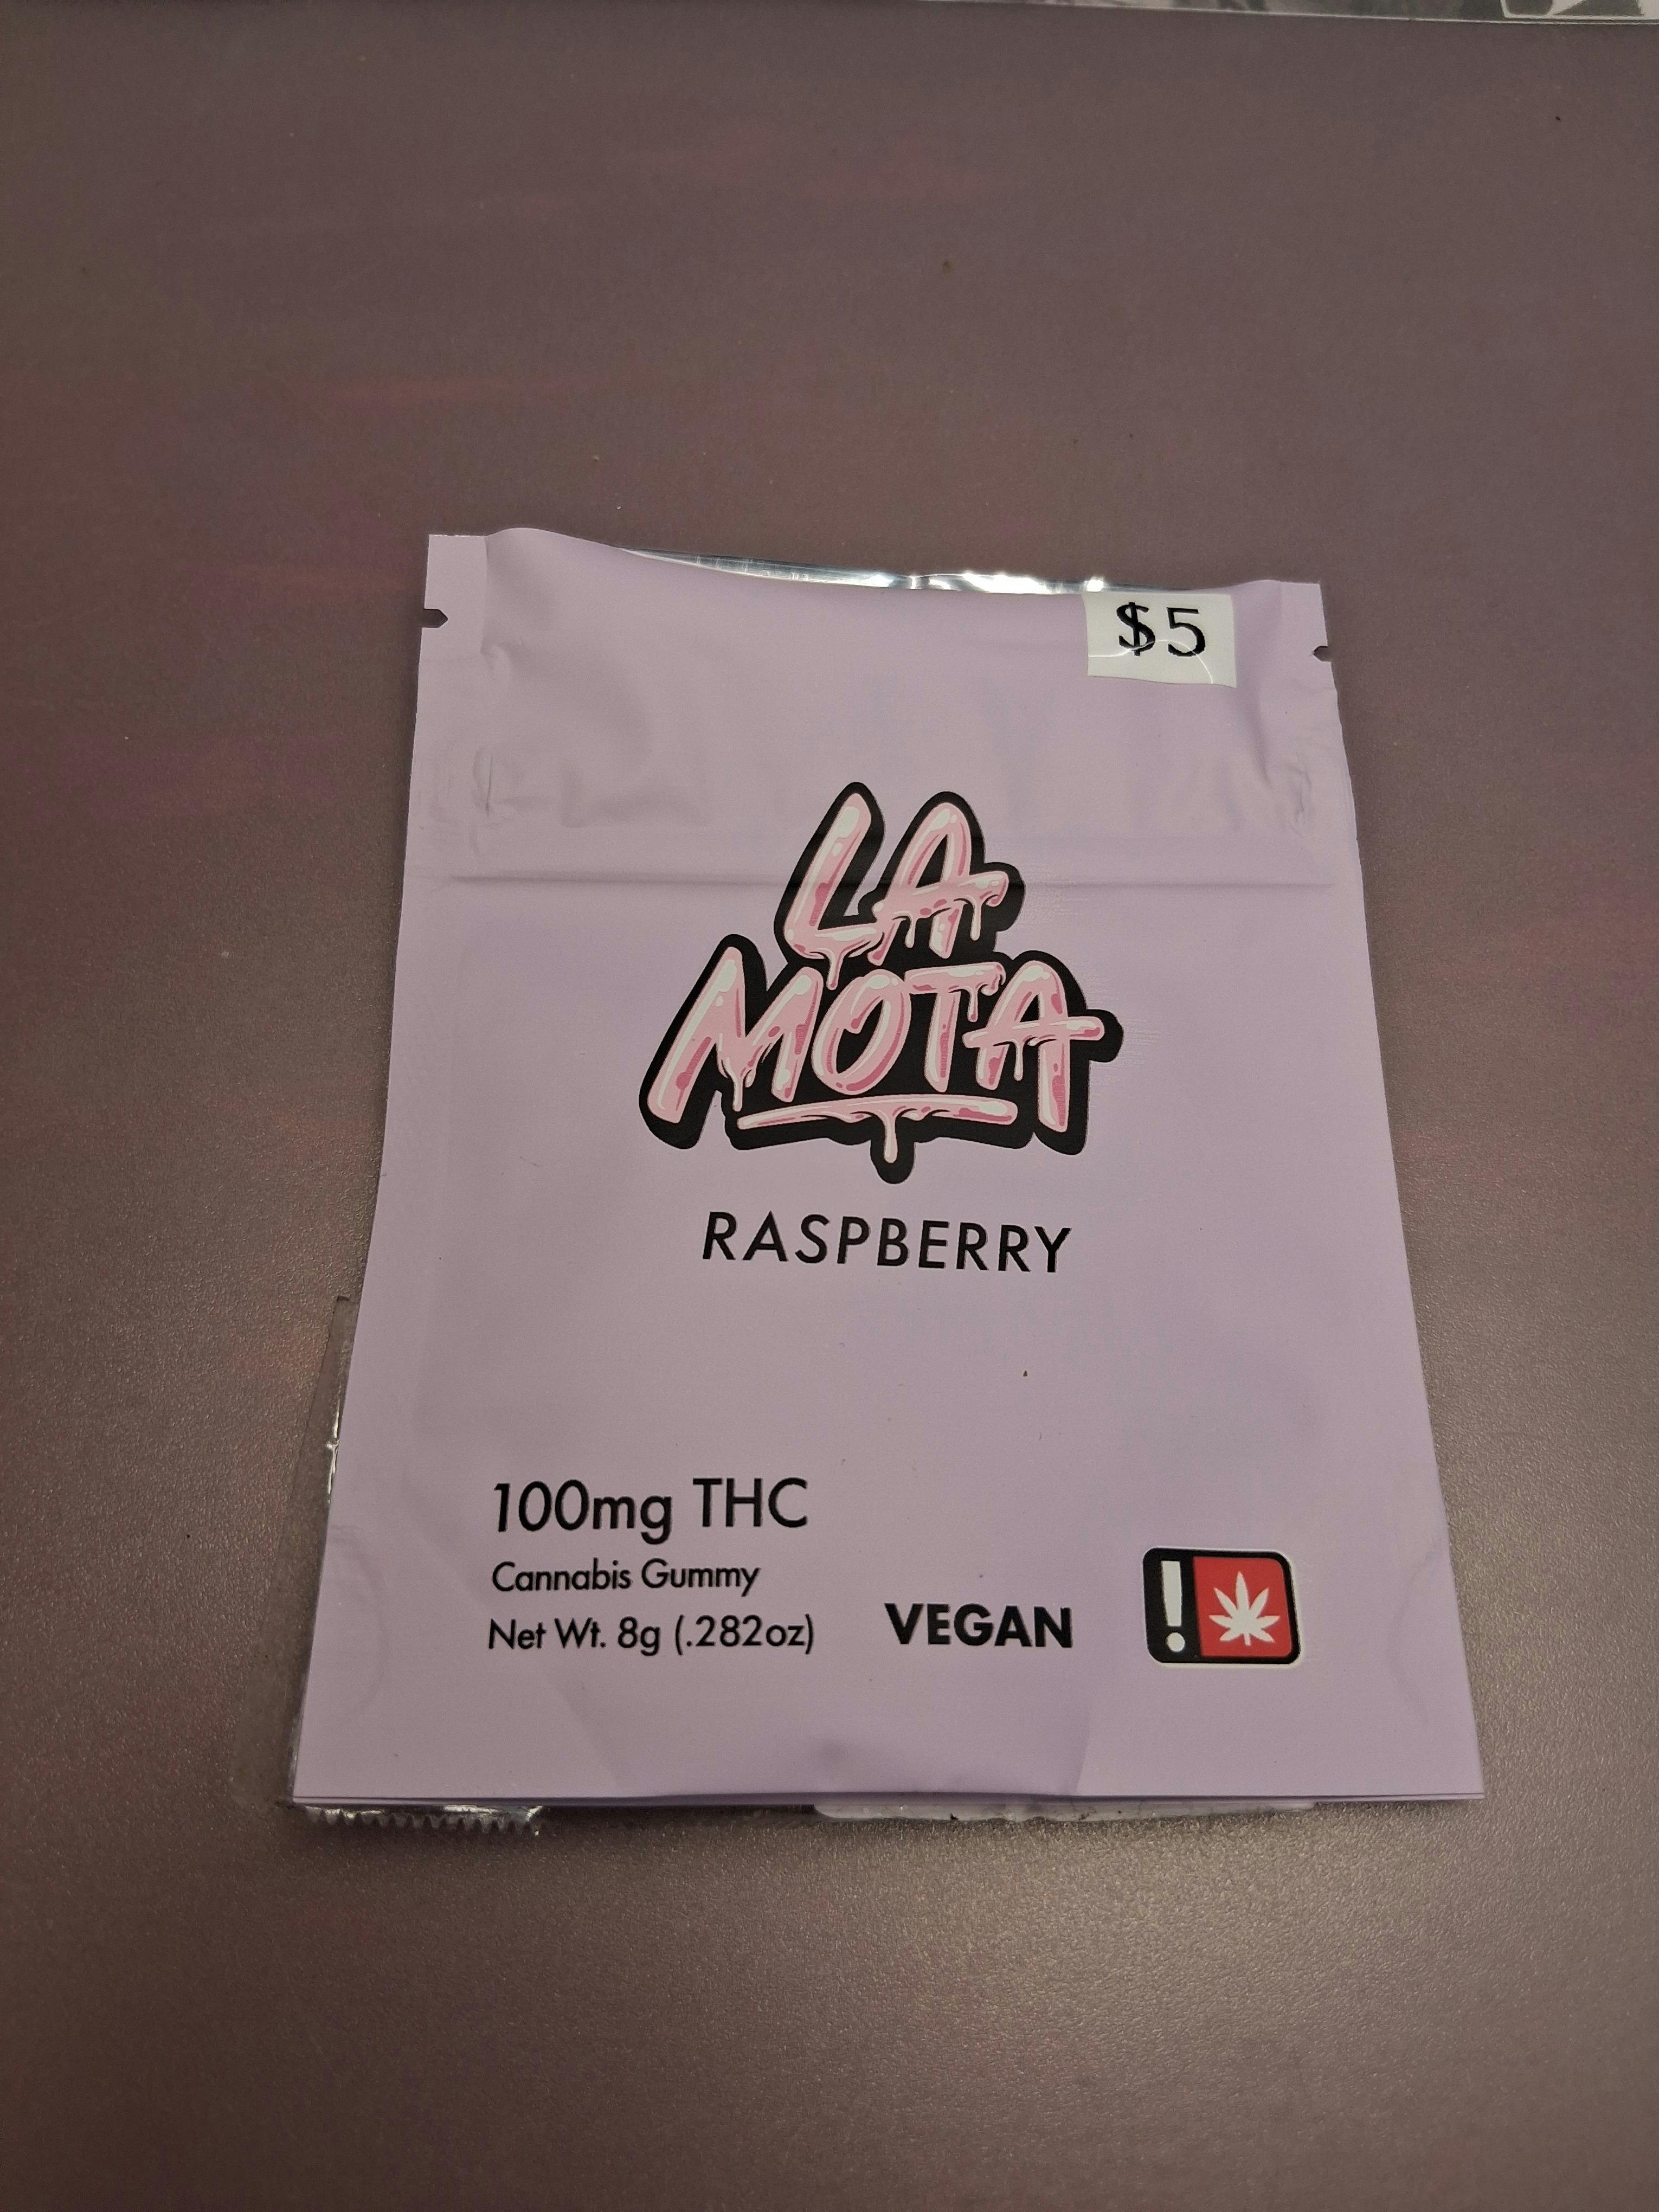 $5
LA
MOTA
RASPBERRY
100mg THC
Cannabis Gummy
Net Wt. 8g (.282oz)
VEGAN
!